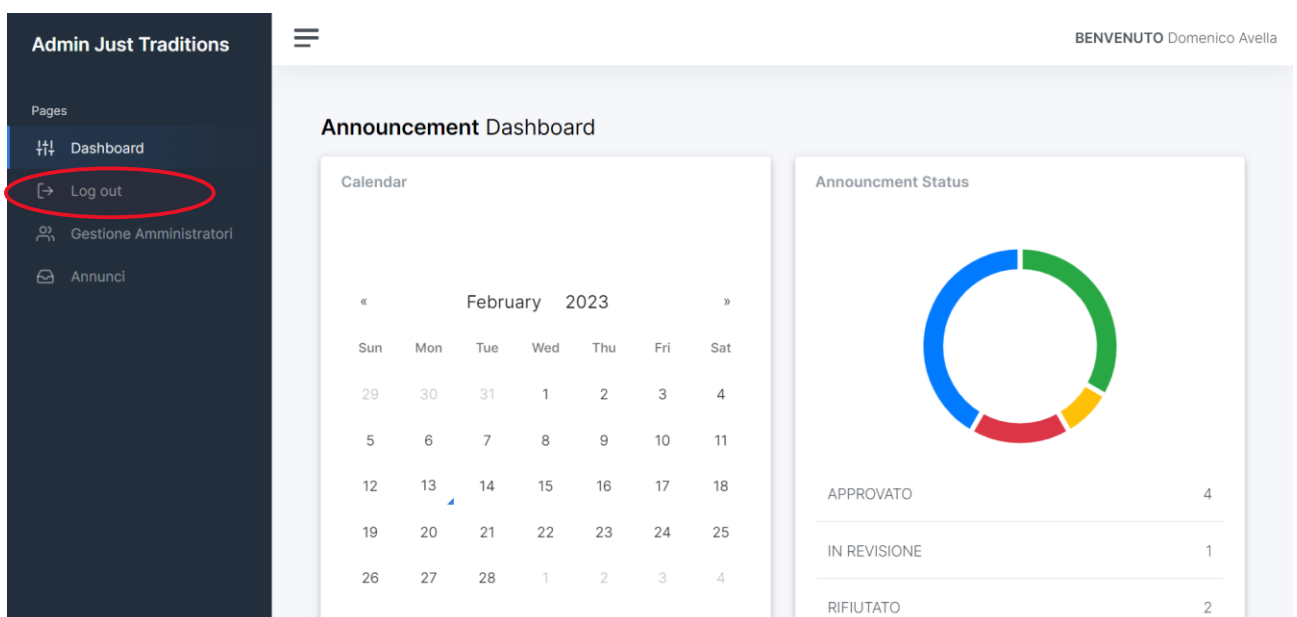 Admin Just Traditions
BENVENUTO Domenico Avella
Pages
Dashboard
Log out
Gestione Amministratori
Annunci
Announcement Dashboard
Calendar
« February 2023 »
Sun Mon Tue Wed Thu Fri Sat
29 30 31 1 2 3 4
5 6 7 8 9 10 11
12 13 14 15 16 17 18
19 20 21 22 23 24 25
26 27 28 1 2 3 4
Announcment Status
APPROVATO 4
IN REVISIONE 1
RIFIUTATO 2